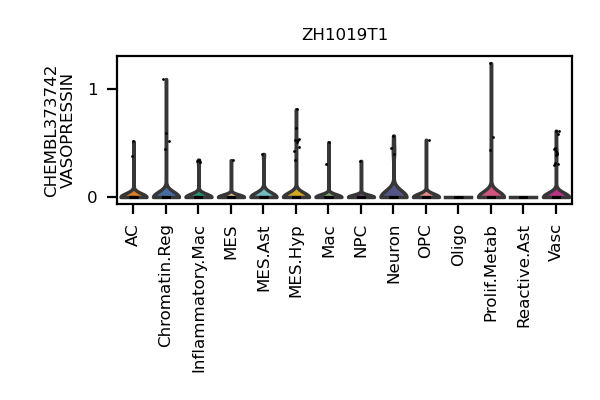 ZH1019T1
CHEMBL373742
VASOPRESSIN
1
0
AC
Chromatin.Reg
Inflammatory.Mac
MES
MES.Ast
MES.Hyp
Mac
NPC
Neuron
OPC
Oligo
Prolif.Metab
Reactive.Ast
Vasc